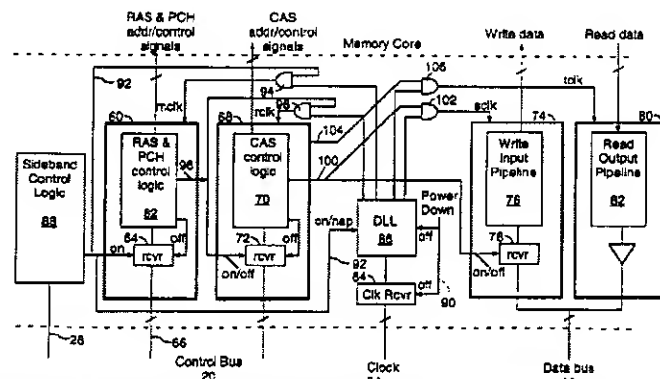 RAS & PCH
addr/control
signals
CAS
addr/control
signals
Write data
Read data
Memory Core
92
94
106
60
rrclk
68
rclk
98
104
102
tclk
sclk
74
80
Sideband
Control
Logic
88
RAS &
PCH
control
logic
62
96
CAS
control
logic
70
100
Write
Input
Pipeline
76
Read
Output
Pipeline
82
on
64
off
rcvr
72
off
rcvr
on/off
on/nap
DLL
86
Power
Down
off
92
84
off
Clk Rcvr
90
78
rcvr
on/off
28
66
Control Bus
20
Clock
Data bus